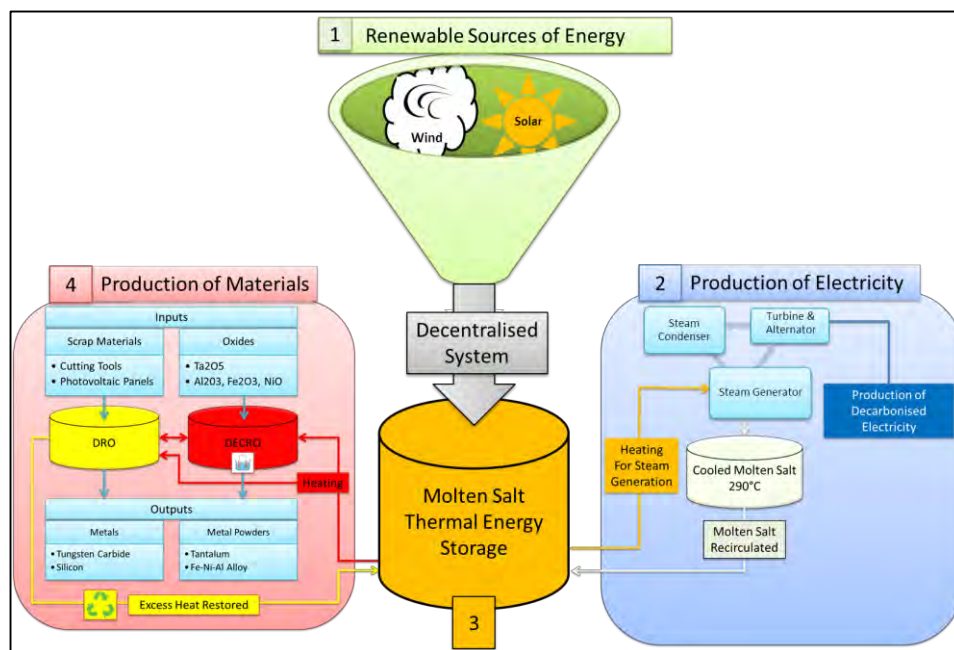 1
Renewable Sources of Energy
Wind
Solar
Decentralised
System
4
Production of Materials
Inputs
Scrap Materials
• Cutting Tools
• Photovoltaic Panels
Oxides
• Ta2O5
• Al2O3, Fe2O3, NiO
DRO
DECRO
Heating
Outputs
Metals
• Tungsten Carbide
• Silicon
Metal Powders
• Tantalum
• Fe-Ni-Al Alloy
Excess Heat Restored
Molten Salt
Thermal Energy
Storage
3
2
Production of Electricity
Steam
Condenser
Turbine &
Alternator
Steam Generator
Production of
Decarbonised
Electricity
Heating
For Steam
Generation
Cooled Molten Salt
290°C
Molten Salt
Recirculated